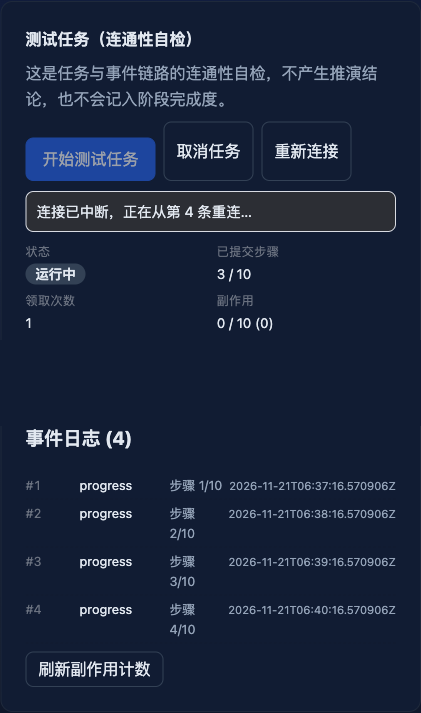 测试任务（连通性自检）
这是任务与事件链路的连通性自检，不产生推演结
论，也不会记入阶段完成度。
开始测试任务 取消任务 重新连接
连接已中断，正在从第 4 条重连...
状态 已提交步骤
运行中 3 / 10
领取次数 副作用
1 0 / 10 (0)
事件日志 (4)
#1 progress 步骤 1/10 2026-11-21T06:37:16.570906Z
#2 progress 步骤 2026-11-21T06:38:16.570906Z
2/10
#3 progress 步骤 2026-11-21T06:39:16.570906Z
3/10
#4 progress 步骤 2026-11-21T06:40:16.570906Z
4/10
刷新副作用计数